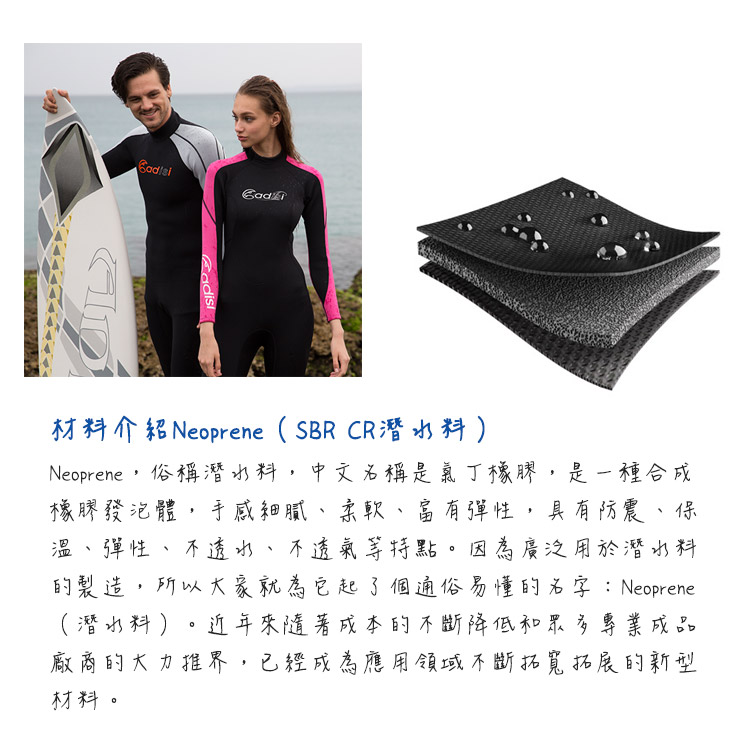 Cadisi
Cadisi
Cadisi
材料介紹Neoprene（SBR CR潛水料）
Neoprene，俗稱潛水料，中文名稱是氯丁橡膠，是一種合成
橡膠發泡體，手感細膩、柔軟、富有彈性，具有防震、保
溫、彈性、不透水、不透氣等特點。因為廣泛用於潛水料
的製造，所以大家就為它起了個通俗易懂的名字：Neoprene
（潛水料）。近年來隨著成本的不斷降低和眾多專業成品
廠商的大力推界，已經成為應用領域不斷拓寬拓展的新型
材料。